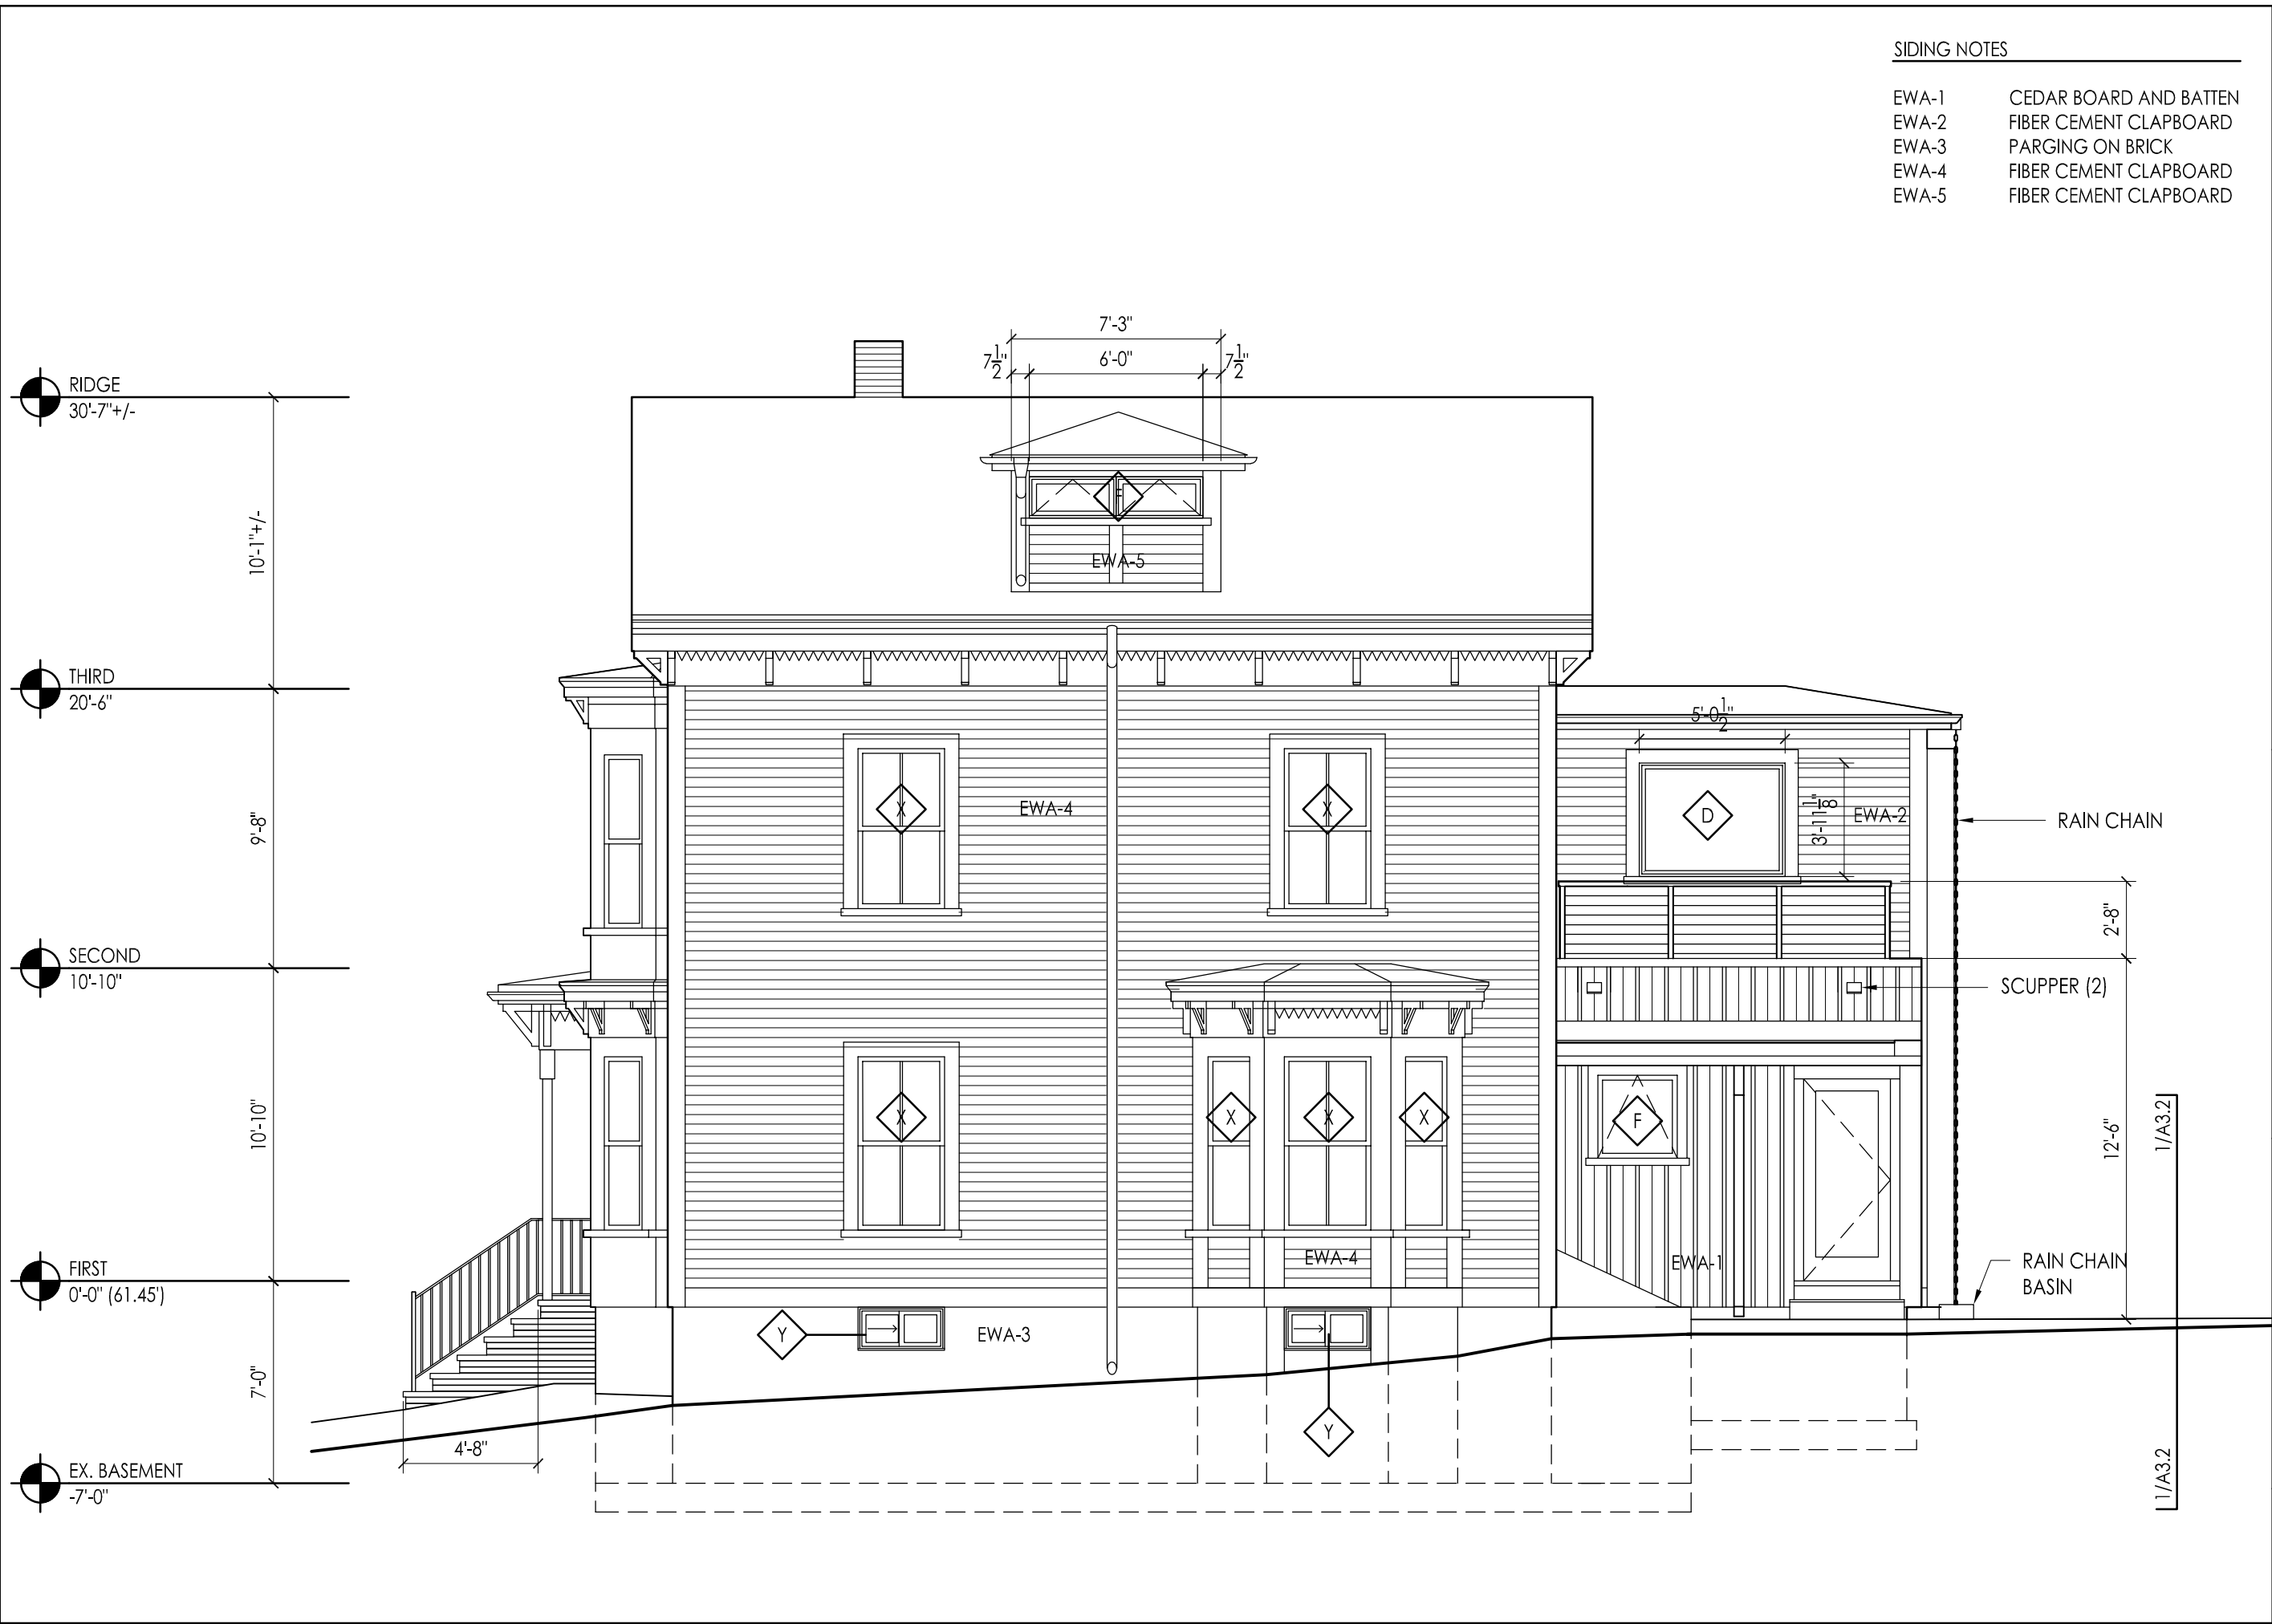 SIDING NOTES
EWA-1 CEDAR BOARD AND BATTEN
EWA-2 FIBER CEMENT CLAPBOARD
EWA-3 PARGING ON BRICK
EWA-4 FIBER CEMENT CLAPBOARD
EWA-5 FIBER CEMENT CLAPBOARD
7'-3"
7 1/2" 6'-0" 7 1/2"
RIDGE
30'-7"+/-
E
10'-1"+/-
EWA-5
THIRD
20'-6"
5'-0 1/2"
X
EWA-4
X
D
3'-11 1/8"
EWA-2
RAIN CHAIN
9'-8"
2'-8"
SECOND
10'-10"
SCUPPER (2)
10'-10"
X
X
X
X
F
12'-6"
1/A3.2
EWA-4
EWA-1
FIRST
0'-0" (61.45')
RAIN CHAIN
BASIN
Y
EWA-3
7'-0"
Y
4'-8"
EX. BASEMENT
-7'-0"
1/A3.2